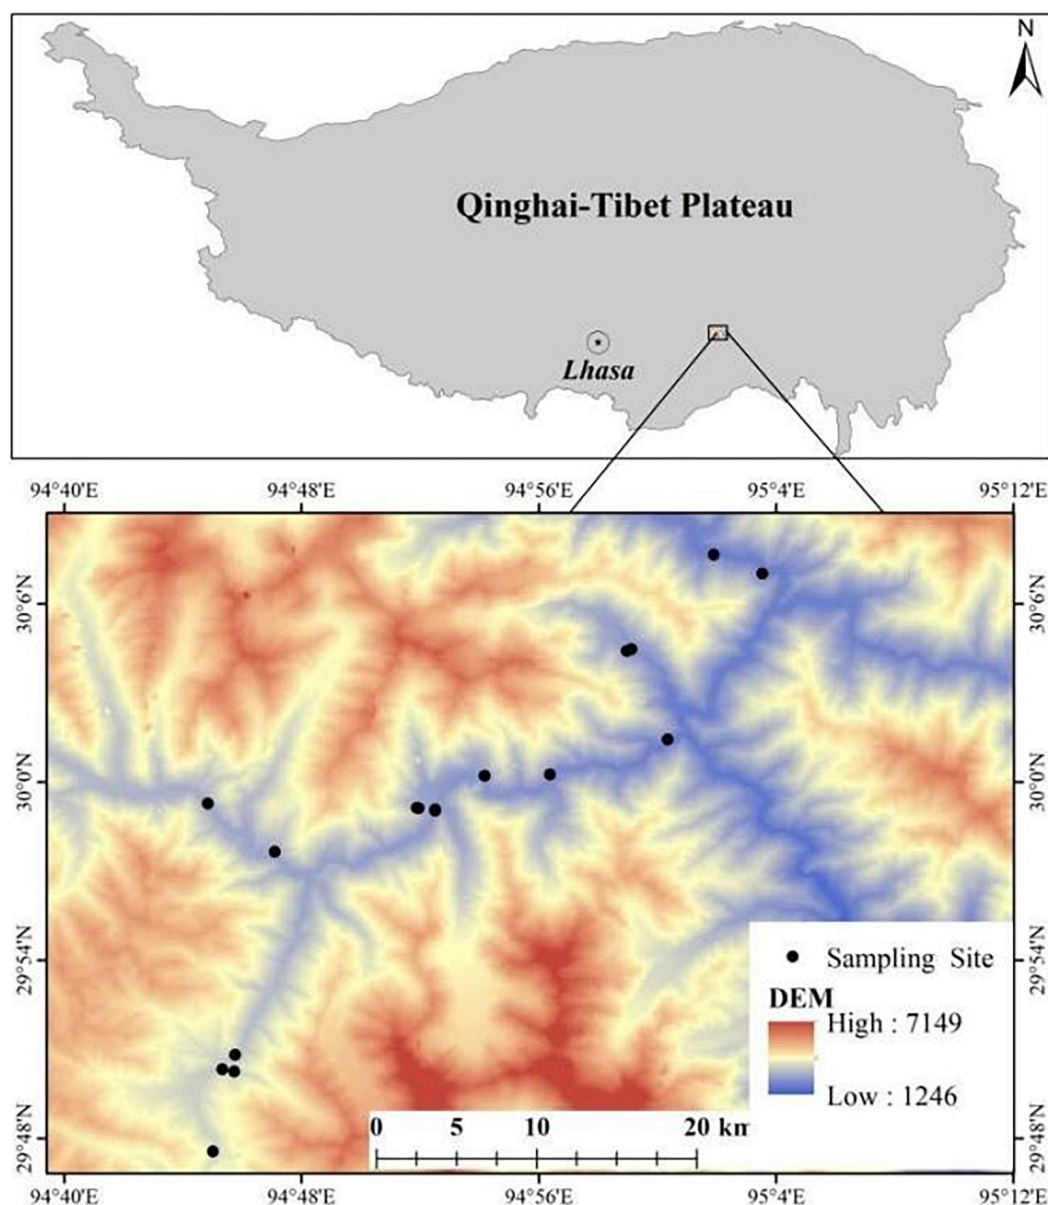 N
Qinghai-Tibet Plateau
Lhasa
94°40'E 94°48'E 94°56'E 95°4'E 95°12'E
30°6'N 30°6'N
30°0'N 30°0'N
29°54'N 29°54'N
29°48'N 29°48'N
Sampling Site
DEM
High : 7149
Low : 1246
0 5 10 20 km
94°40'E 94°48'E 94°56'E 95°4'E 95°12'E